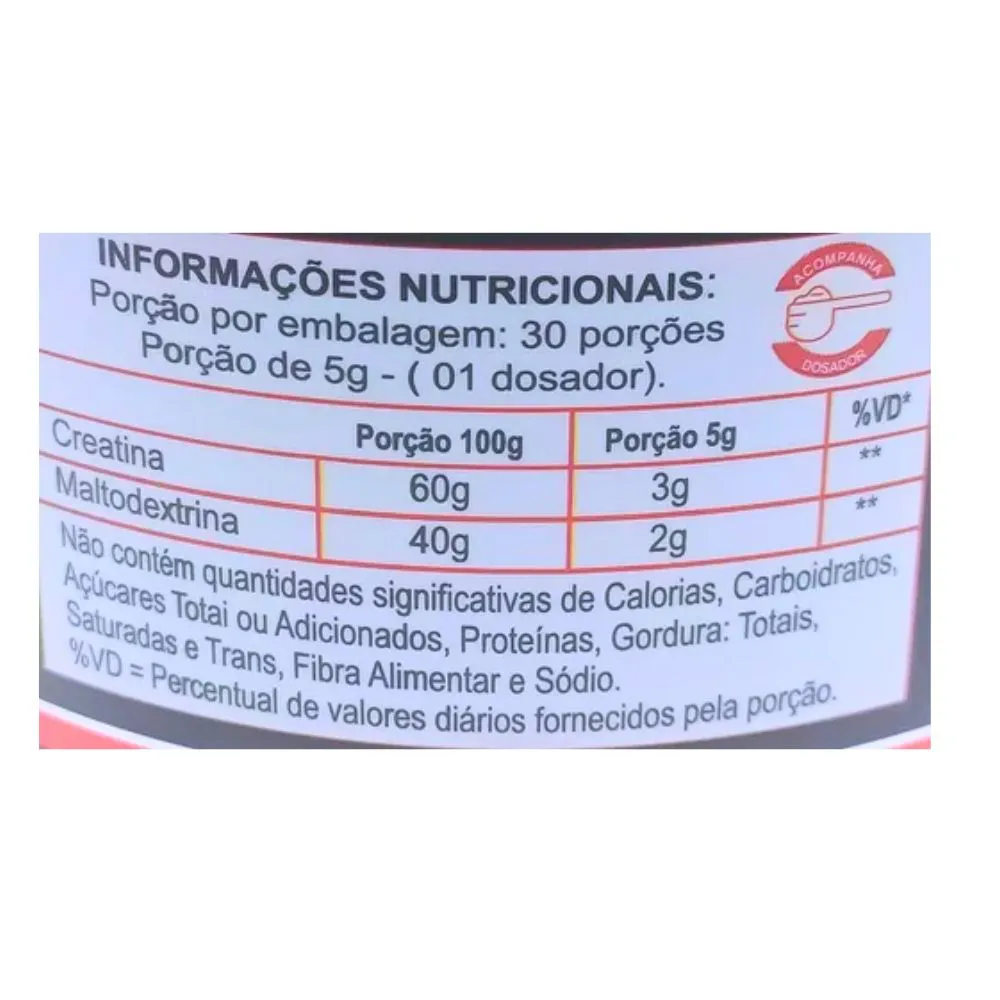 INFORMAÇÕES NUTRICIONAIS:
Porção por embalagem: 30 porções
Porção de 5g - ( 01 dosador).
ACOMPANHA
DOSADOR
Porção 100g Porção 5g %VD*
Creatina 60g 3g **
Maltodextrina 40g 2g **
Não contém quantidades significativas de Calorias, Carboidratos,
Açúcares Totai ou Adicionados, Proteínas, Gordura: Totais,
Saturadas e Trans, Fibra Alimentar e Sódio.
%VD = Percentual de valores diários fornecidos pela porção.